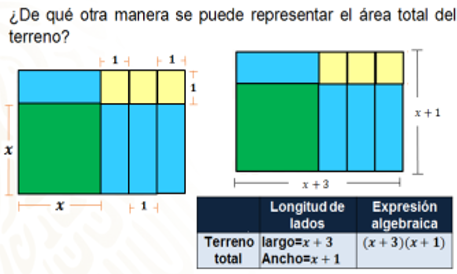 ¿De qué otra manera se puede representar el área total del
terreno?
1 1
1
x
x 1
x + 1
x + 3
Longitud de lados Expresión algebraica
Terreno total largo=x + 3 Ancho=x + 1 (x + 3)(x + 1)